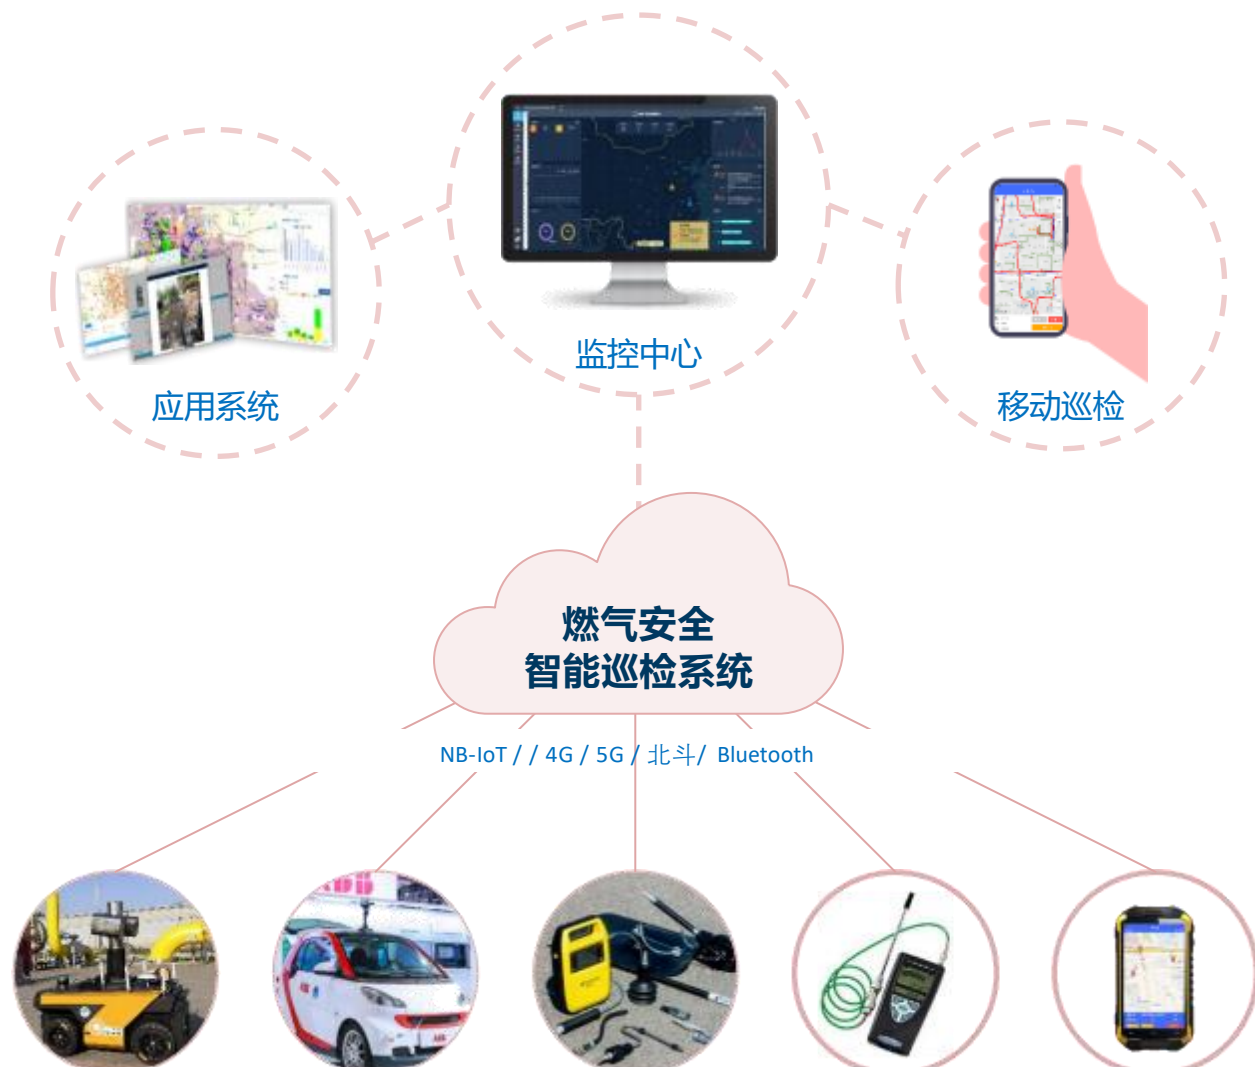 监控中心
应用系统
移动巡检
燃气安全
智能巡检系统
NB-IoT / / 4G / 5G / 北斗/ Bluetooth